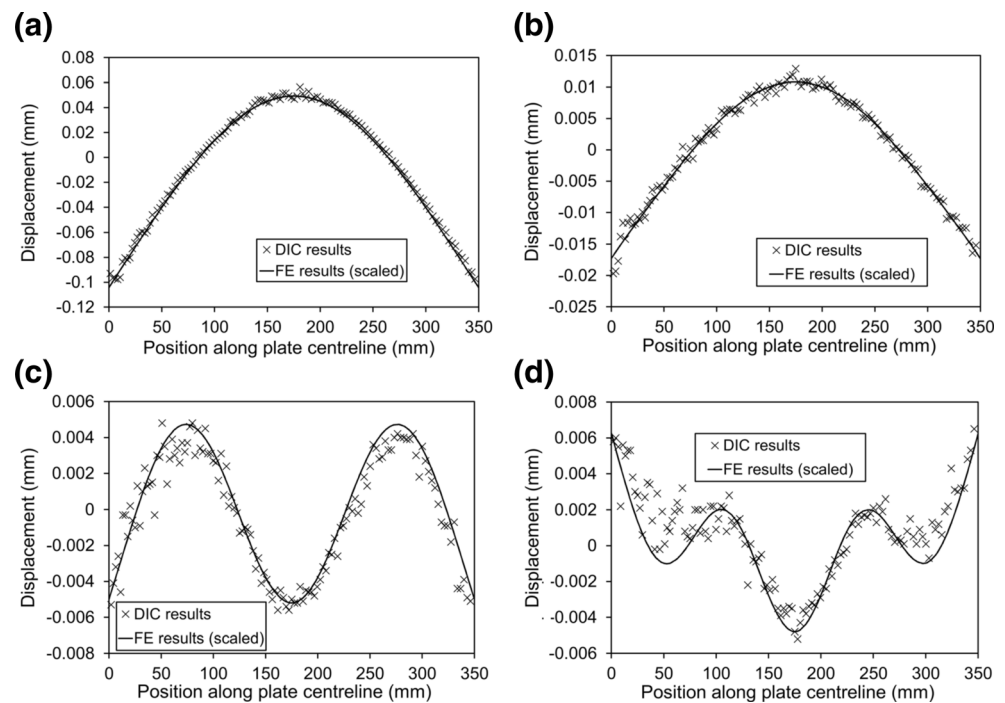 (a)
0.08
0.06
0.04
0.02
0
-0.02
-0.04
-0.06
-0.08
-0.1
-0.12
Displacement (mm)
DIC results
FE results (scaled)
0 50 100 150 200 250 300 350
Position along plate centreline (mm)
(b)
0.015
0.01
0.005
0
-0.005
-0.01
-0.015
-0.02
-0.025
Displacement (mm)
DIC results
FE results (scaled)
0 50 100 150 200 250 300 350
Position along plate centreline (mm)
(c)
0.006
0.004
0.002
0
-0.002
-0.004
-0.006
-0.008
Displacement (mm)
DIC results
FE results (scaled)
0 50 100 150 200 250 300 350
Position along plate centreline (mm)
(d)
0.008
0.006
0.004
0.002
0
-0.002
-0.004
-0.006
Displacement (mm)
DIC results
FE results (scaled)
0 50 100 150 200 250 300 350
Position along plate centreline (mm)